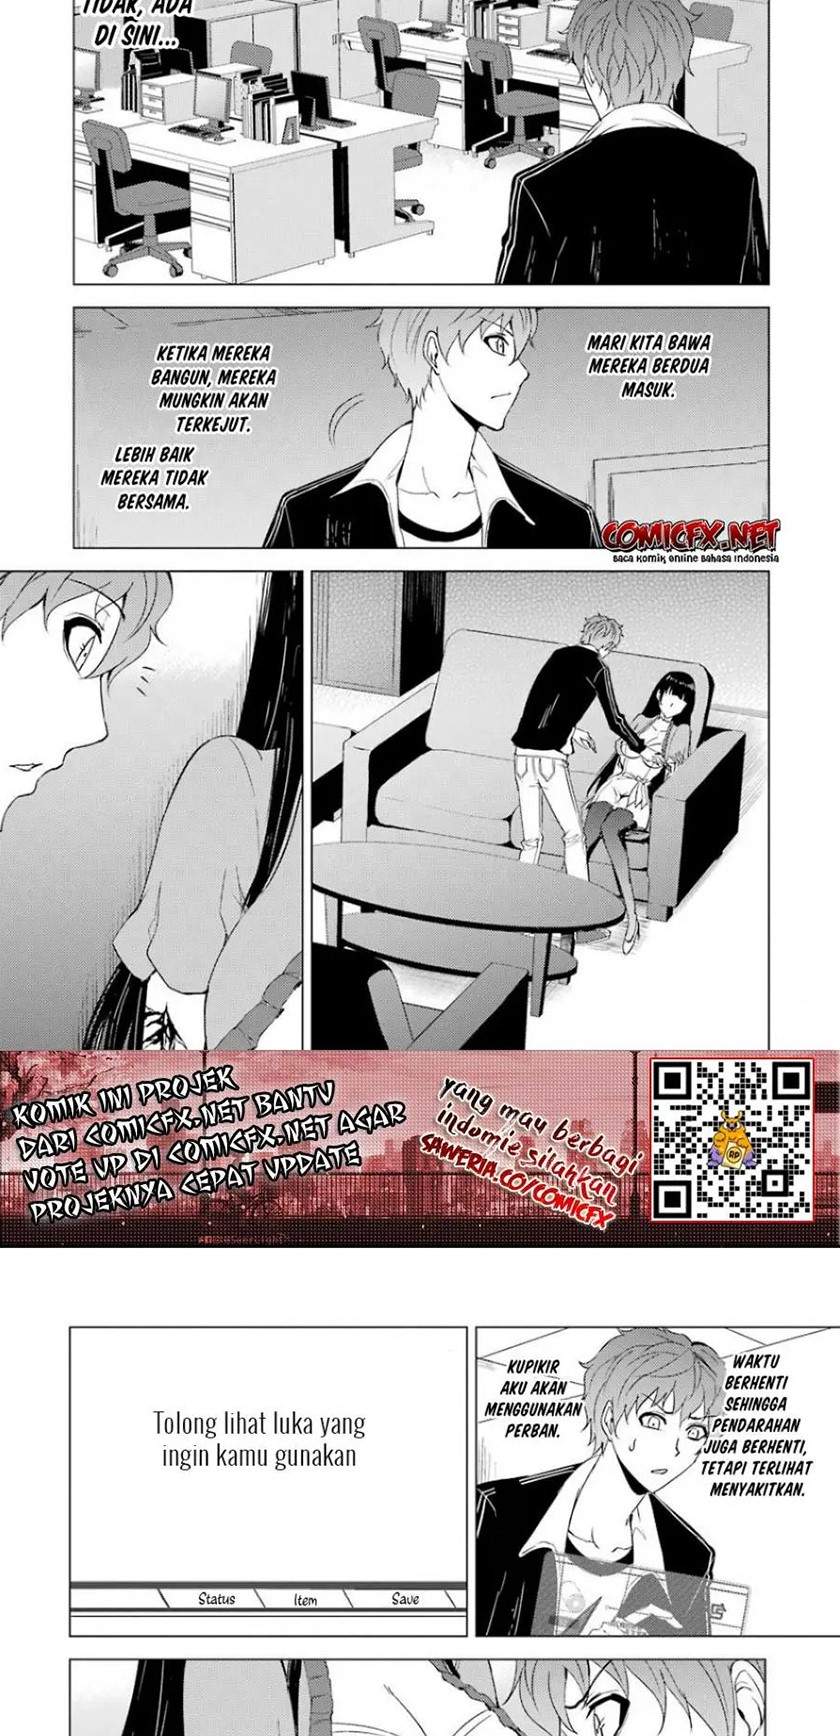 TIDAK, ADA
DI SINI...
MARI KITA BAWA
MEREKA BERDUA
MASUK.
KETIKA MEREKA
BANGUN, MEREKA
MUNGKIN AKAN
TERKEJUT.
LEBIH BAIK
MEREKA TIDAK
BERSAMA.
COMICFX.NET
Baca Komik Online Bahasa Indonesia
KOMIK INI PROJEK
DARI COMICFX.NET BANTU
VOTE UP DI COMICFX.NET AGAR
PROJEKNYA CEPAT UPDATE
yang mau berbagi
indomie silahkan
SAWERIA.CO/COMICFX
RP
Tolong lihat luka yang
ingin kamu gunakan
Status
Item
Save
KUPIKIR
AKU AKAN
MENGGUNAKAN
PERBAN.
WAKTU
BERHENTI
SEHINGGA
PENDARAHAN
JUGA BERHENTI,
TETAPI TERLIHAT
MENYAKITKAN.